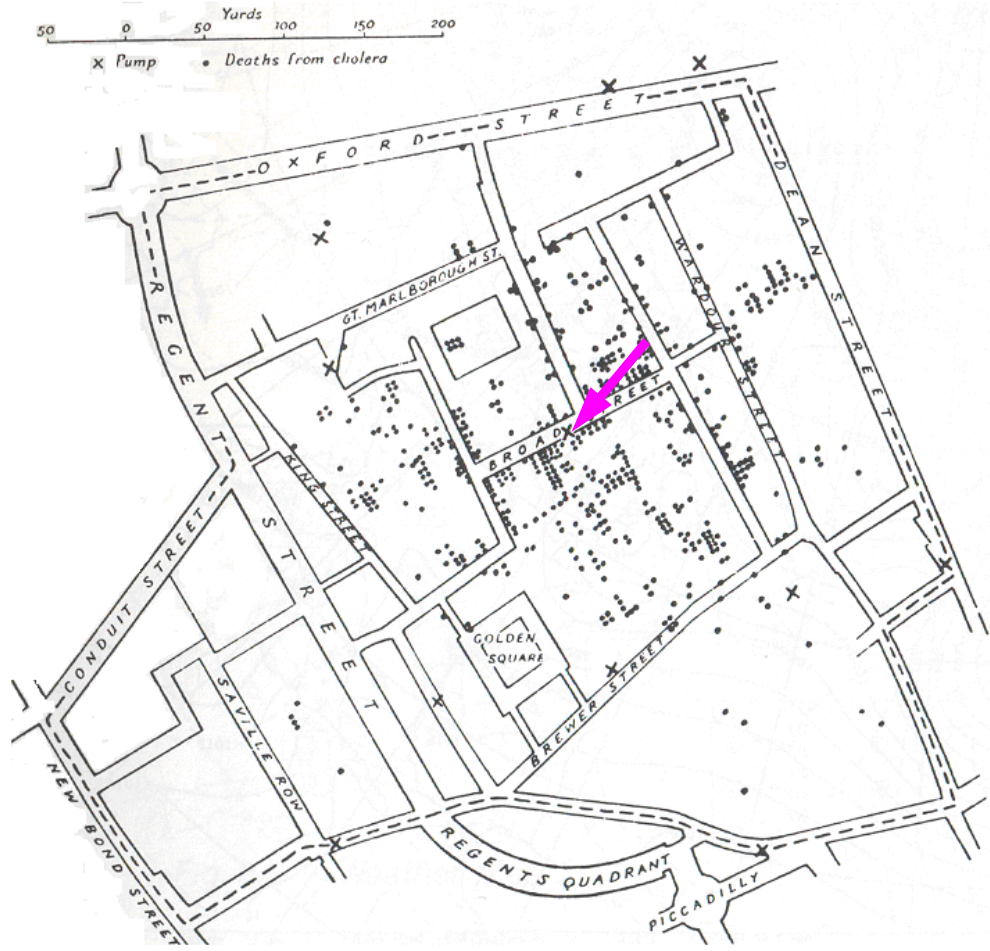 Yards
50 0 50 100 150 200
x Pump • Deaths from cholera
OXFORD STREET
GT. MARLBOROUGH ST.
REGENT STREET
DEAN STREET
WARDOUR STREET
BROAD STREET
KING STREET
CONDUIT STREET
GOLDEN
SQUARE
SAVILLE ROW
BREWER STREET
NEW BOND STREET
REGENTS QUADRANT
PICCADILLY